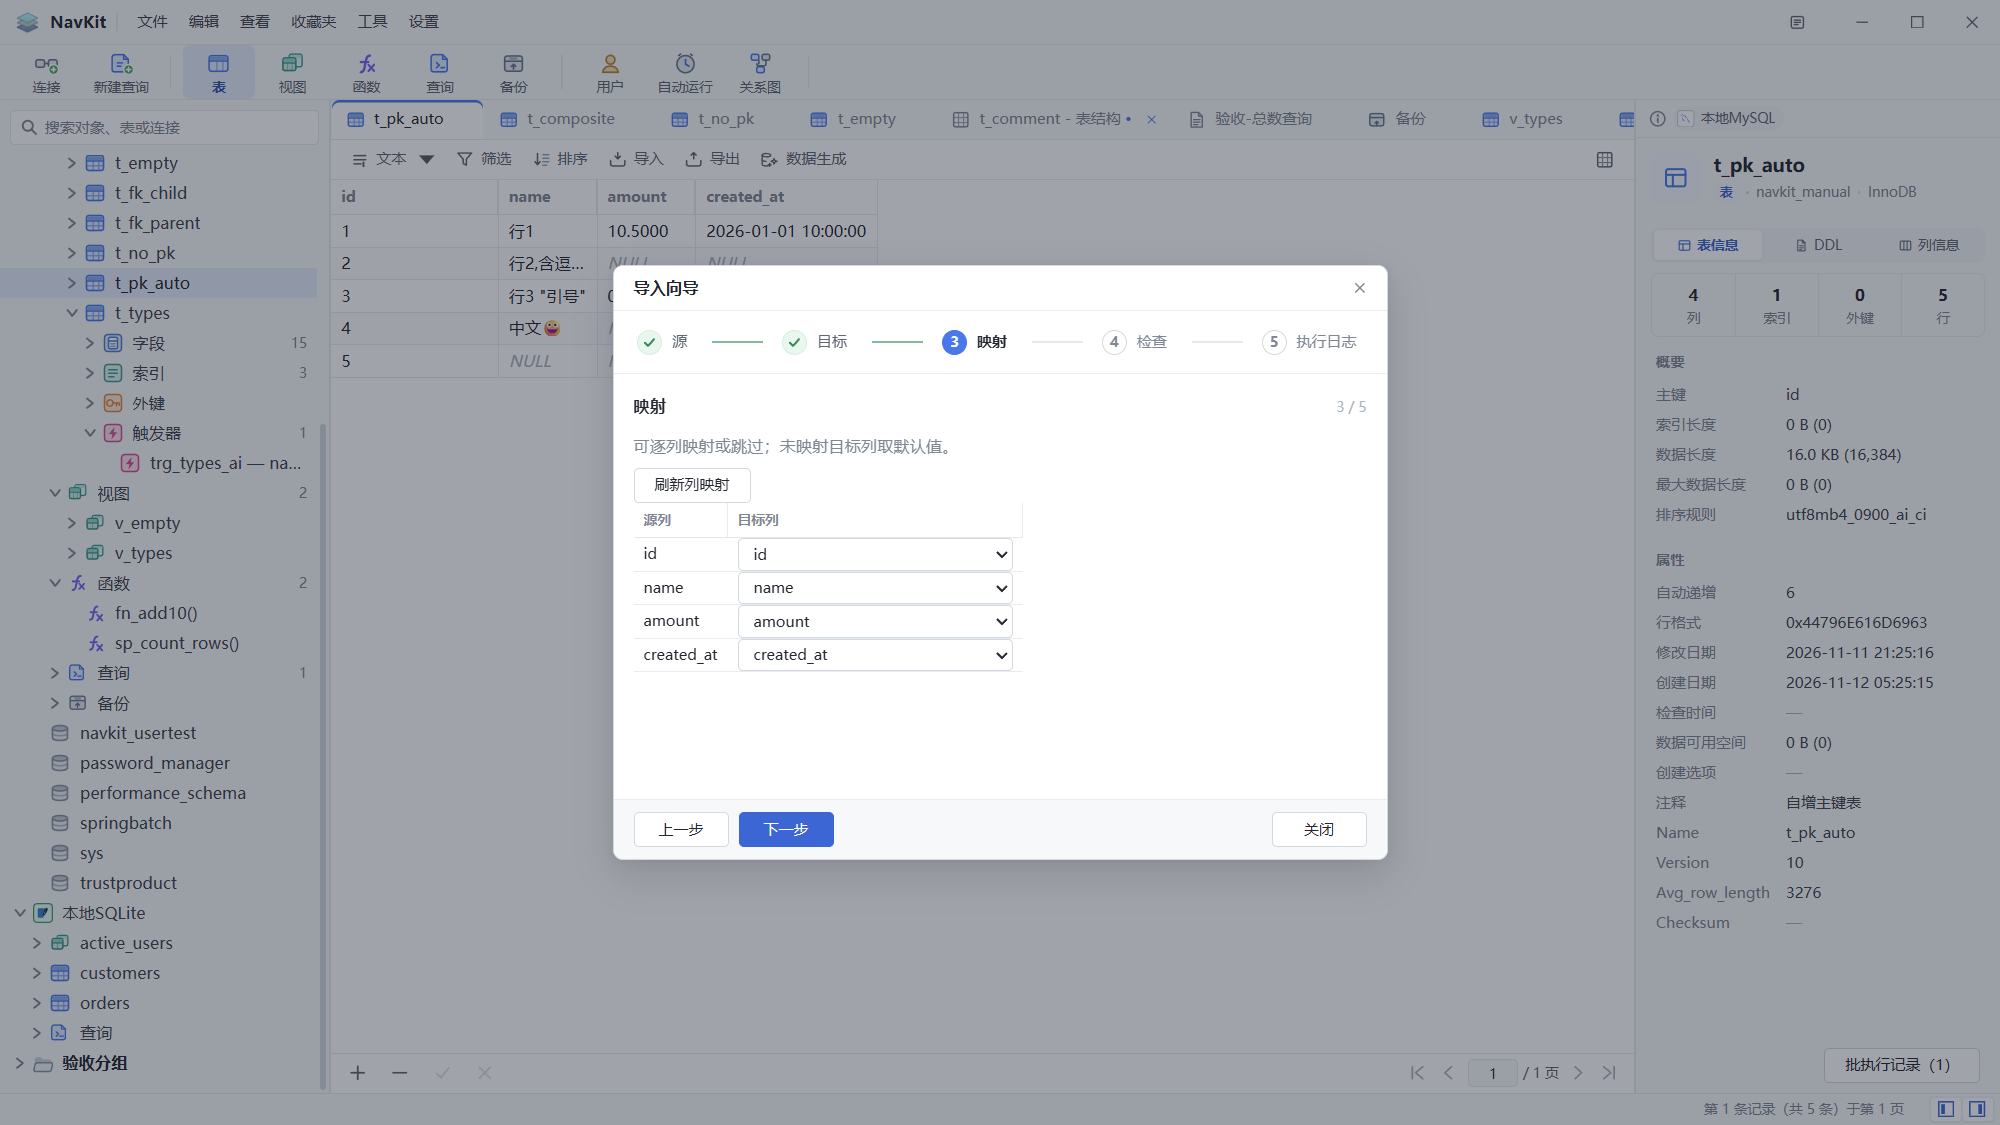 NavKit 文件 编辑 查看 收藏夹 工具 设置
连接 新建查询 表 视图 函数 查询 备份 用户 自动运行 关系图
搜索对象、表或连接
t_empty
t_fk_child
t_fk_parent
t_no_pk
t_pk_auto
t_types
字段 15
索引 3
外键
触发器 1
trg_types_ai — na...
视图 2
v_empty
v_types
函数 2
fn_add10()
sp_count_rows()
查询 1
备份
navkit_usertest
password_manager
performance_schema
springbatch
sys
trustproduct
本地SQLite
active_users
customers
orders
查询
验收分组
t_pk_auto t_composite t_no_pk t_empty t_comment - 表结构 • × 验收-总数查询 备份 v_types
文本 筛选 排序 导入 导出 数据生成
id name amount created_at
1 行1 10.5000 2026-01-01 10:00:00
2 行2,含逗... NULL NULL
3 行3 "引号"
4 中文😀
5 NULL
导入向导
源 目标 3 映射 4 检查 5 执行日志
映射 3 / 5
可逐列映射或跳过；未映射目标列取默认值。
刷新列映射
源列 目标列
id id
name name
amount amount
created_at created_at
上一步 下一步 关闭
1 / 1 页
本地MySQL
t_pk_auto
表 · navkit_manual · InnoDB
表信息 DDL 列信息
4 1 0 5
列 索引 外键 行
概要
主键 id
索引长度 0 B (0)
数据长度 16.0 KB (16,384)
最大数据长度 0 B (0)
排序规则 utf8mb4_0900_ai_ci
属性
自动递增 6
行格式 0x44796E616D6963
修改日期 2026-11-11 21:25:16
创建日期 2026-11-12 05:25:15
检查时间 —
数据可用空间 0 B (0)
创建选项 —
注释 自增主键表
Name t_pk_auto
Version 10
Avg_row_length 3276
Checksum —
批执行记录（1）
第 1 条记录（共 5 条）于第 1 页